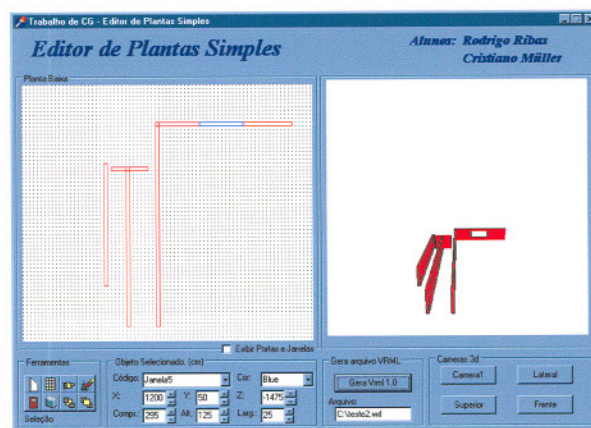 Trabalho de CG - Editor de Plantas Simples
Editor de Plantas Simples
Alunos: Rodrigo Ribas
Cristiano Müller
Planta Baixa
Exibir Portas e Janelas
Ferramentas
Seleção
Objeto Selecionado. (cm)
Código: Janela5 Cor: Blue
X: 1200 Y: 50 Z: -1475
Compr.: 295 Alt.: 125 Larg.: 25
Gera arquivo VRML
Gera Vrml 1.0
Arquivo:
C:\teste2.wrl
Cameras 3d
Camera1 Lateral
Superior Frente